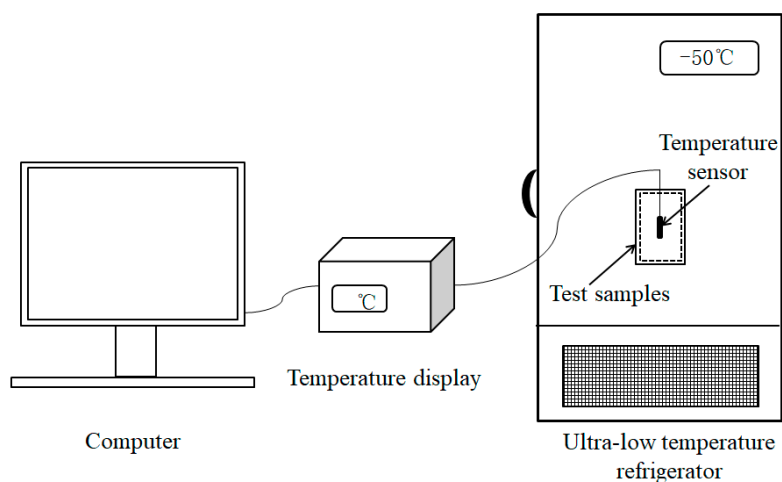 -50℃
Temperature
sensor
Test samples
℃
Temperature display
Computer
Ultra-low temperature
refrigerator